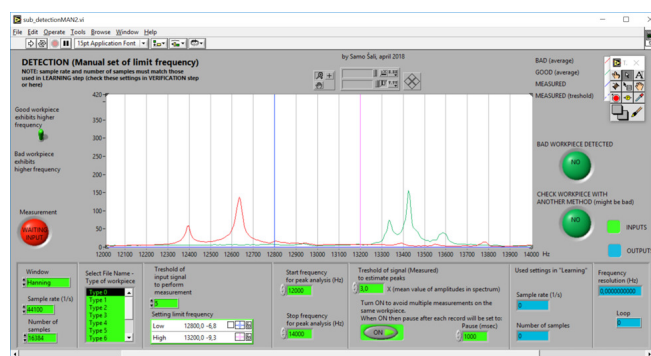 sub_detectionMAN2.vi
File Edit Operate Tools Browse Window Help
15pt Application Font
DETECTION (Manual set of limit frequency)
NOTE: sample rate and number of samples must match those
used in LEARNING step (check these settings in VERIFICATION step
or here)
by Samo Šali, april 2018
BAD (average)
GOOD (average)
MEASURED
MEASURED (treshold)
Good workpiece
exhibits higher
frequency
Bad workpiece
exhibits
higher frequency
Measurement
WAITING
INPUT
420-
350-
300-
250-
200-
150-
100-
50-
0-
12000 12100 12200 12300 12400 12500 12600 12700 12800 12900 13000 13100 13200 13300 13400 13500 13600 13700 13800 13900 14000 Hz
BAD WORKPIECE DETECTED
NO
CHECK WORKPIECE WITH
ANOTHER METHOD (might be bad)
NO
INPUTS
OUTPUT
Window
Hanning
Sample rate (1/s)
44100
Number of
samples
16384
Select File Name -
Type of workpiece
Type 0
Type 1
Type 2
Type 3
Type 4
Type 5
Type 6
Treshold of
input signal
to perform
measurement
5
Setting limit frequency
Low 12800,0 -6,8
High 13200,0 -9,3
Start frequency
for peak analysis (Hz)
12000
Stop frequency
for peak analysis (Hz)
14000
Treshold of signal (Measured)
to estimate peaks
3,0 X (mean value of amplitudes in spectrum)
Turn ON to avoid multiple measurements on the
same workpiece.
When ON then pause after each record will be set to:
ON
Pause (msec)
1000
Used settings in "Learning"
Sample rate (1/s)
0
Number of samples
0
Frequency
resolution (Hz)
0,0000000000
Loop
0